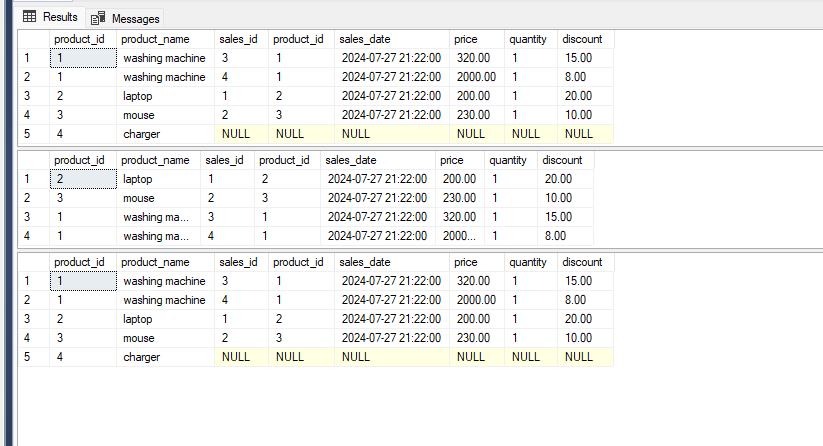 Results Messages
product_id product_name sales_id product_id sales_date price quantity discount
1 1 washing machine 3 1 2024-07-27 21:22:00 320.00 1 15.00
2 1 washing machine 4 1 2024-07-27 21:22:00 2000.00 1 8.00
3 2 laptop 1 2 2024-07-27 21:22:00 200.00 1 20.00
4 3 mouse 2 3 2024-07-27 21:22:00 230.00 1 10.00
5 4 charger NULL NULL NULL NULL NULL NULL
product_id product_name sales_id product_id sales_date price quantity discount
1 2 laptop 1 2 2024-07-27 21:22:00 200.00 1 20.00
2 3 mouse 2 3 2024-07-27 21:22:00 230.00 1 10.00
3 1 washing ma... 3 1 2024-07-27 21:22:00 320.00 1 15.00
4 1 washing ma... 4 1 2024-07-27 21:22:00 2000... 1 8.00
product_id product_name sales_id product_id sales_date price quantity discount
1 1 washing machine 3 1 2024-07-27 21:22:00 320.00 1 15.00
2 1 washing machine 4 1 2024-07-27 21:22:00 2000.00 1 8.00
3 2 laptop 1 2 2024-07-27 21:22:00 200.00 1 20.00
4 3 mouse 2 3 2024-07-27 21:22:00 230.00 1 10.00
5 4 charger NULL NULL NULL NULL NULL NULL